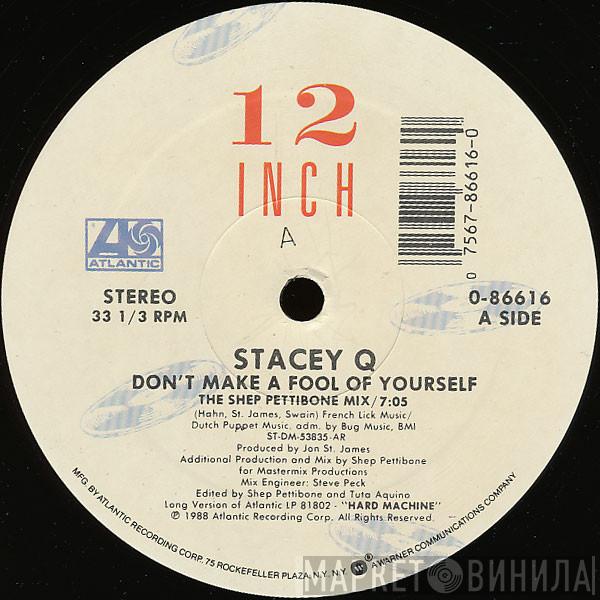 12
INCH
A
ATLANTIC
STEREO
33 1/3 RPM
0 7567-86616-0
0-86616
A SIDE
STACEY Q
DON'T MAKE A FOOL OF YOURSELF
THE SHEP PETTIBONE MIX/7:05
(Hahn, St. James, Swain) French Lick Music/
Dutch Puppet Music. adm. by Bug Music, BMI
ST-DM-53835-AR
Produced by Jon St. James
Additional Production and Mix by Shep Pettibone
for Mastermix Productions
Mix Engineer: Steve Peck
Edited by Shep Pettibone and Tuta Aquino
Long Version of Atlantic LP 81802 - "HARD MACHINE"
℗ 1988 Atlantic Recording Corp. All Rights Reserved.
MFG. BY ATLANTIC RECORDING CORP. 75 ROCKEFELLER PLAZA, N.Y. N.Y. ® A WARNER COMMUNICATIONS COMPANY
МАРКЕТ ВИНИЛА